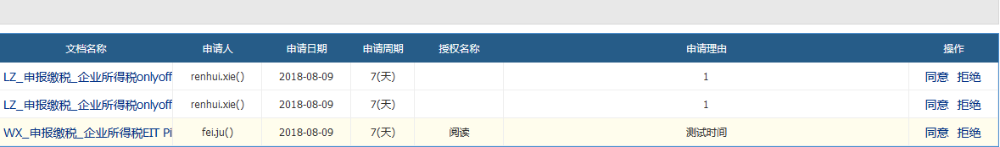 文档名称 申请人 申请日期 申请周期 授权名称 申请理由 操作
LZ_申报缴税_企业所得税onlyoff renhui.xie() 2018-08-09 7(天) 1 同意 拒绝
LZ_申报缴税_企业所得税onlyoff renhui.xie() 2018-08-09 7(天) 1 同意 拒绝
WX_申报缴税_企业所得税EIT Pi fei.ju() 2018-08-09 7(天) 阅读 测试时间 同意 拒绝